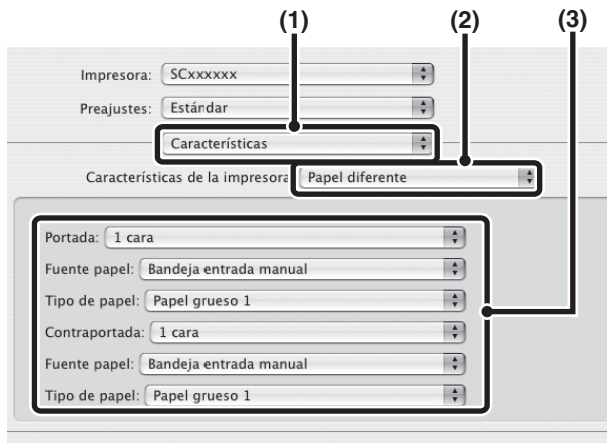 (1) (2) (3)
Impresora: SCxxxxxx
Preajustes: Estándar
Características
Características de la impresora Papel diferente
Portada: 1 cara
Fuente papel: Bandeja entrada manual
Tipo de papel: Papel grueso 1
Contraportada: 1 cara
Fuente papel: Bandeja entrada manual
Tipo de papel: Papel grueso 1